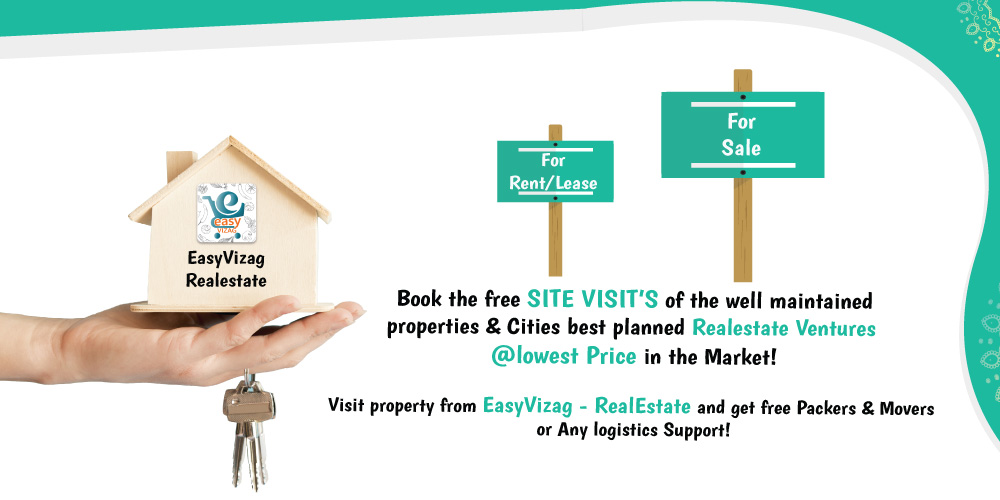 For
Sale
For
Rent/Lease
e
easy
VIZAG
EasyVizag
Realestate
Book the free SITE VISIT'S of the well maintained
properties & Cities best planned Realestate Ventures
@lowest Price in the Market!
Visit property from EasyVizag - RealEstate and get free Packers & Movers
or Any logistics Support!